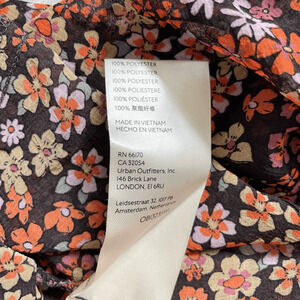 100% POLYESTER
100% POLYESTER
100% POLYESTER
100% POLIESTERE
100% POLIÉSTER
100% 聚酯纤维
MADE IN VIETNAM
HECHO EN VIETNAM
RN 66170
CA 32054
Urban Outfitters, Inc
146 Brick Lane
LONDON, E1 6RU
Leidsestraat 32, 1017 PB
Amsterdam, Netherlands